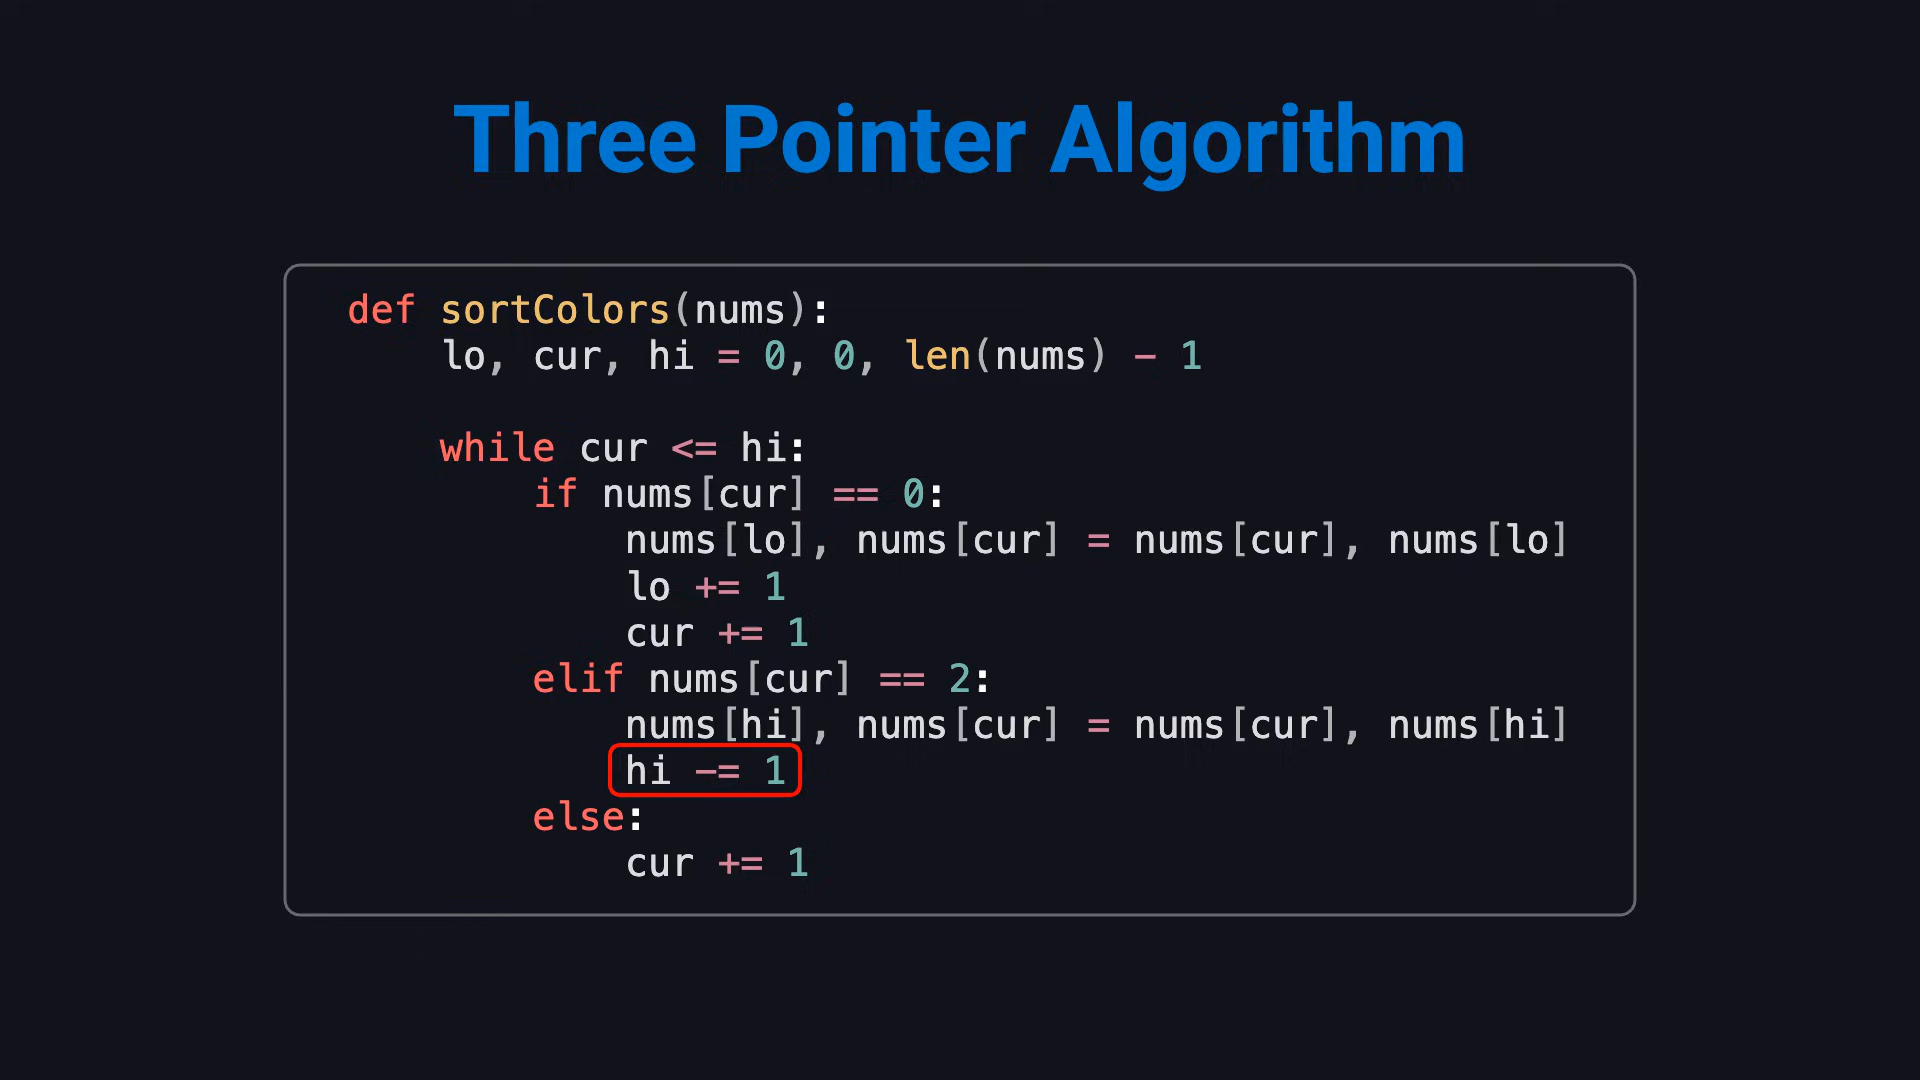 Three Pointer Algorithm
def sortColors(nums):
    lo, cur, hi = 0, 0, len(nums) - 1

    while cur <= hi:
        if nums[cur] == 0:
            nums[lo], nums[cur] = nums[cur], nums[lo]
            lo += 1
            cur += 1
        elif nums[cur] == 2:
            nums[hi], nums[cur] = nums[cur], nums[hi]
            hi -= 1
        else:
            cur += 1